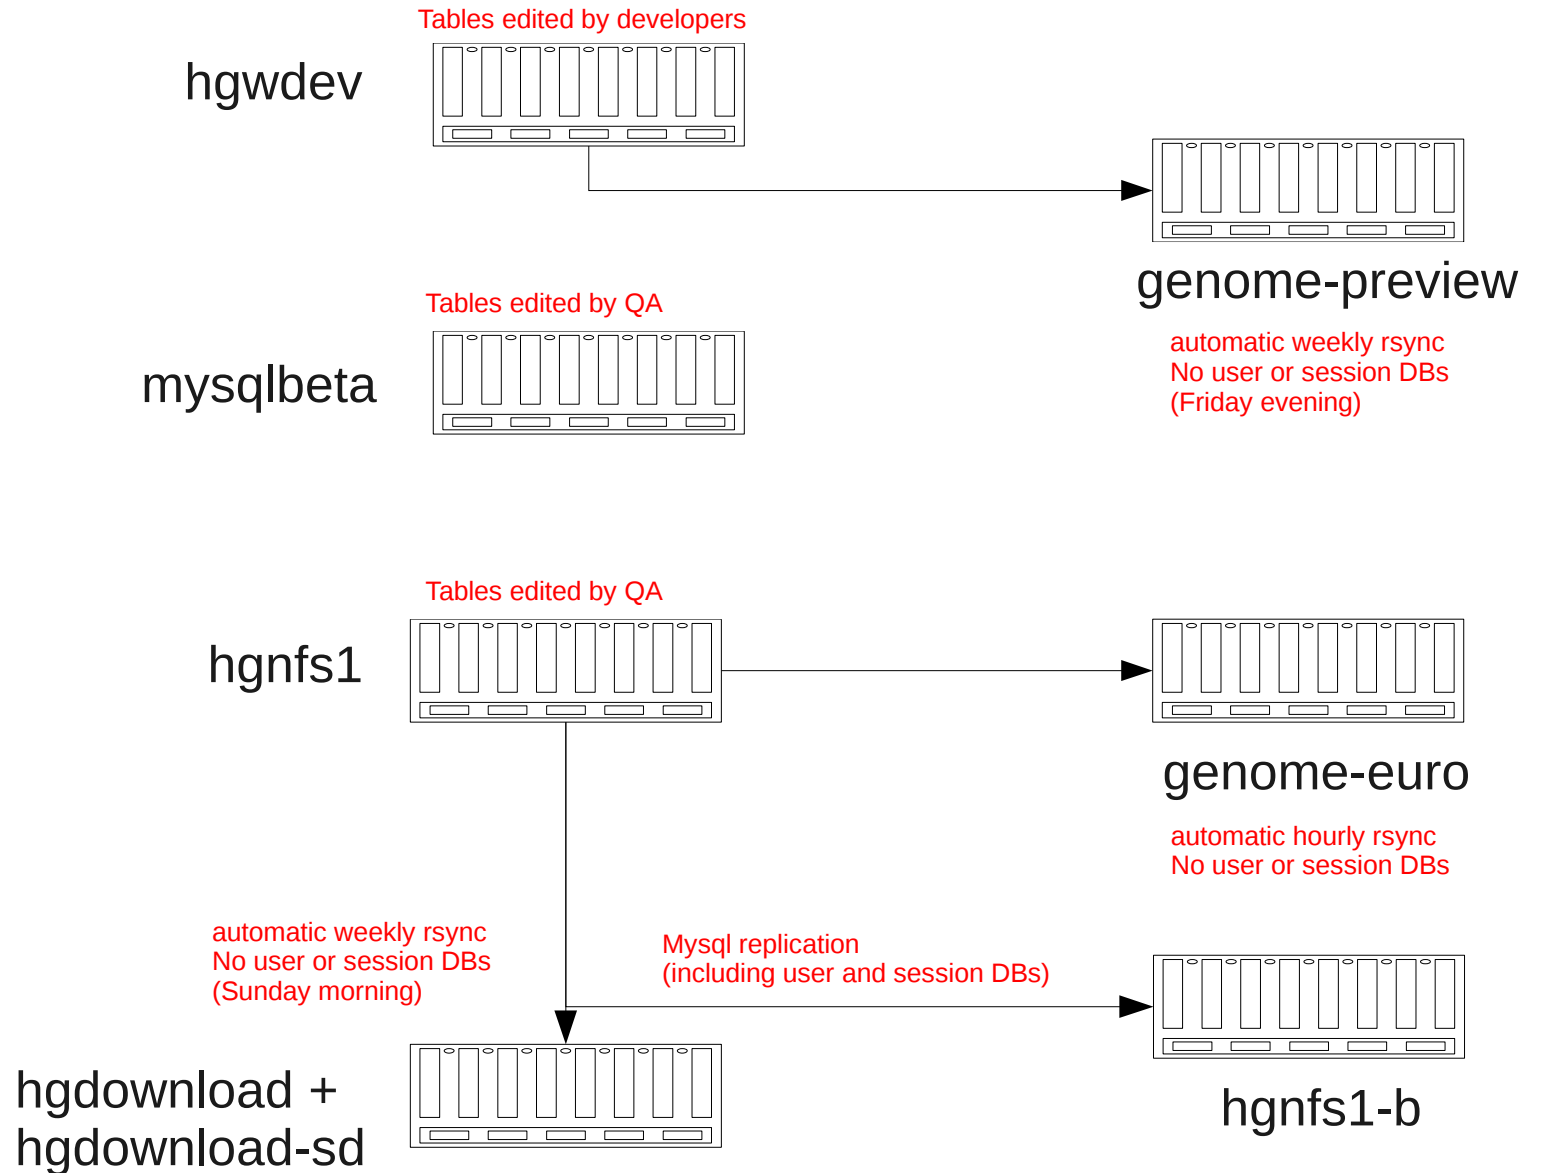 Tables edited by developers
hgwdev
genome-preview
automatic weekly rsync
No user or session DBs
(Friday evening)
Tables edited by QA
mysqlbeta
Tables edited by QA
hgnfs1
genome-euro
automatic hourly rsync
No user or session DBs
automatic weekly rsync
No user or session DBs
(Sunday morning)
Mysql replication
(including user and session DBs)
hgdownload +
hgdownload-sd
hgnfs1-b